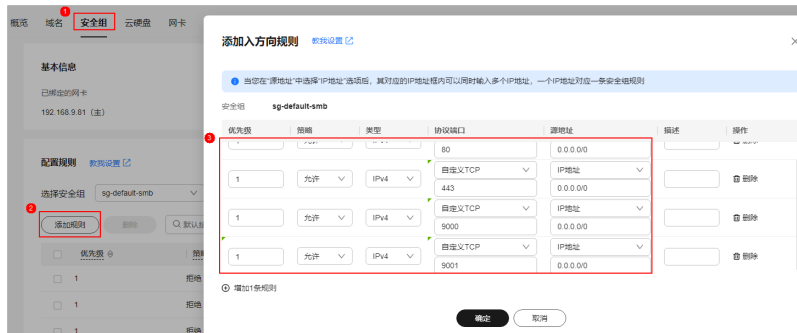 1
概览 域名 安全组 云硬盘 网卡
基本信息
已绑定的网卡
192.168.9.81（主）
配置规则 教我设置
选择安全组 sg-default-smb
2
添加规则 删除
优先级
1 拒绝
1 拒绝
1 拒绝
添加入方向规则 教我设置
当您在"源地址"中选择"IP地址"选项后，其对应的IP地址框内可以同时输入多个IP地址，一个IP地址对应一条安全组规则
安全组 sg-default-smb
优先级 策略 类型 协议端口 源地址 描述 操作
3
80 0.0.0.0/0
1 允许 IPv4 自定义TCP IP地址 删除
443 0.0.0.0/0
1 允许 IPv4 自定义TCP IP地址 删除
9000 0.0.0.0/0
1 允许 IPv4 自定义TCP IP地址 删除
9001 0.0.0.0/0
增加1条规则
确定 取消